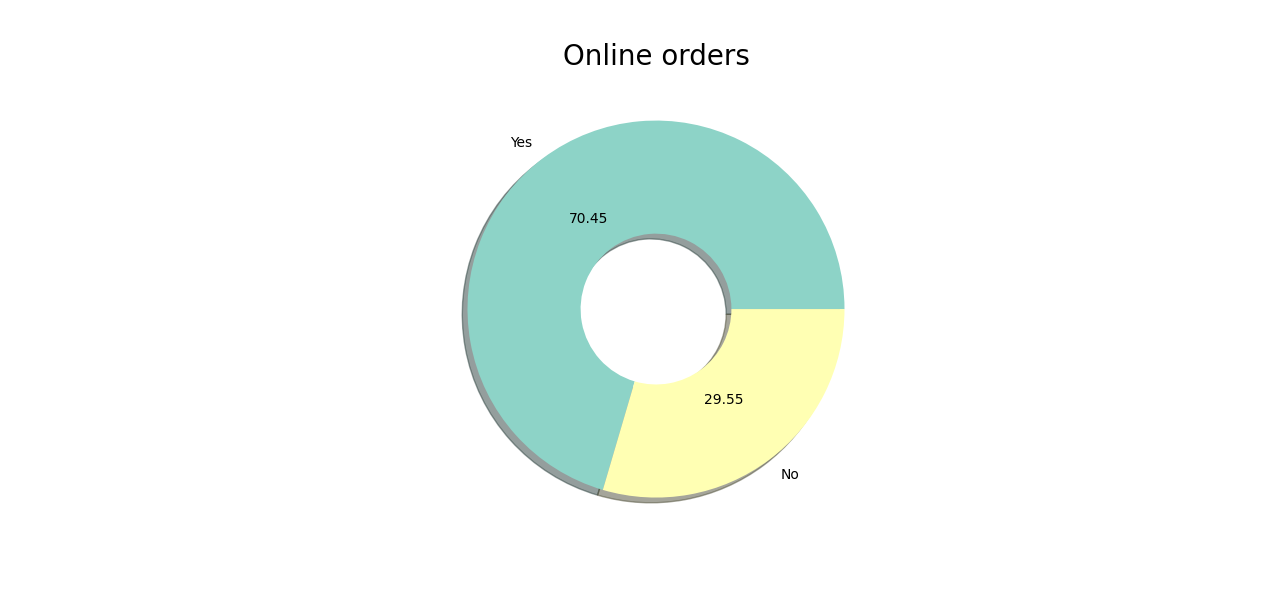 Online orders
Yes
70.45
29.55
No